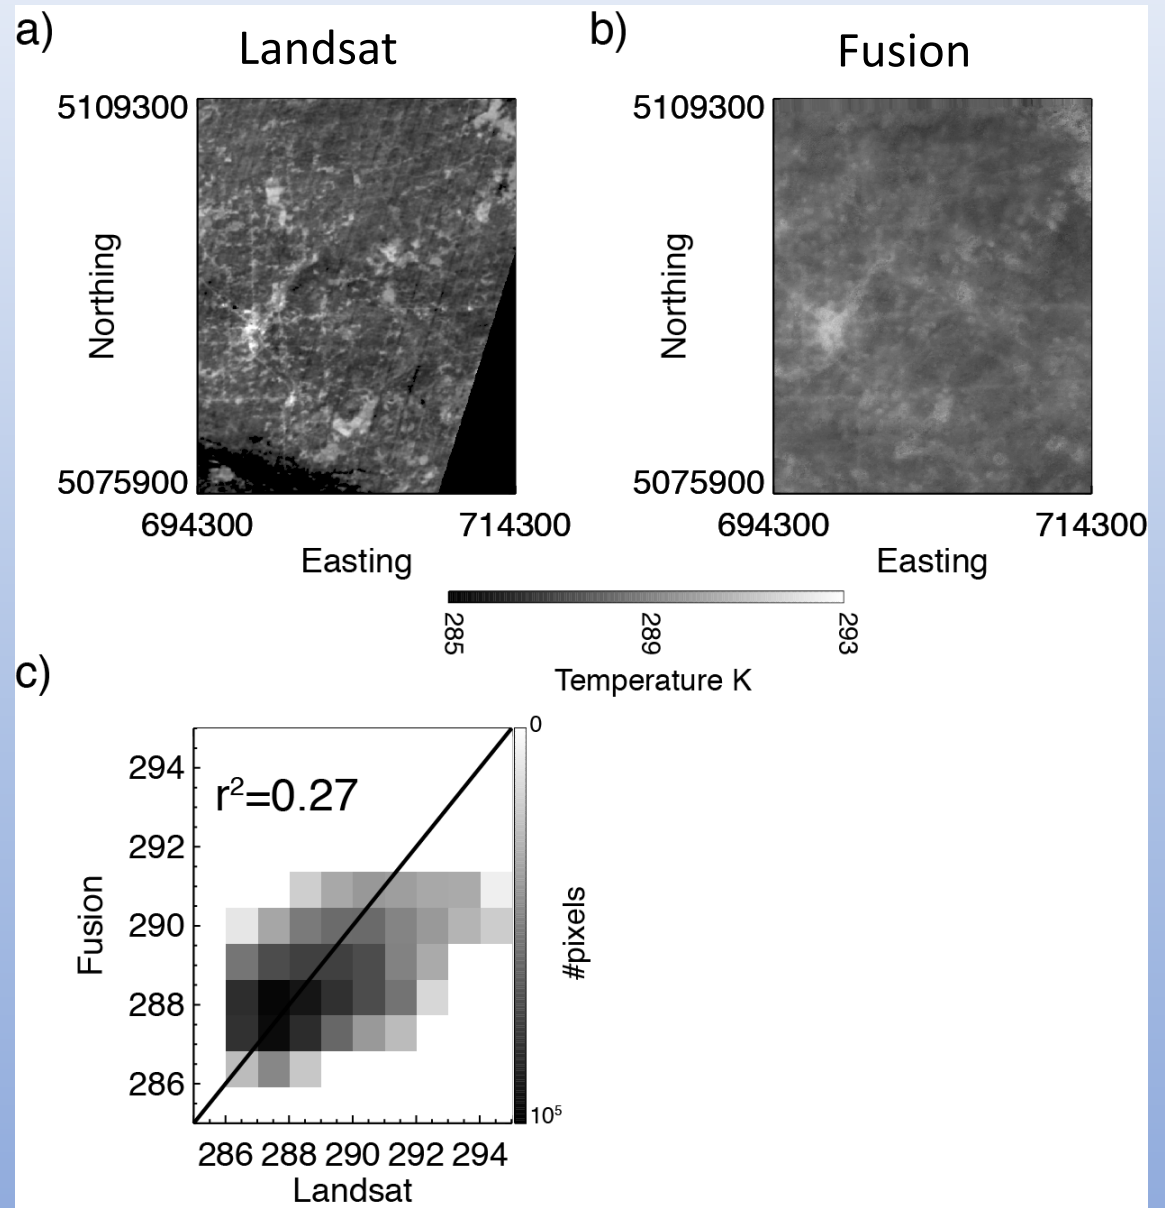 a)
Landsat
5109300
Northing
5075900
694300
714300
Easting
b)
Fusion
5109300
Northing
5075900
694300
714300
Easting
285
289
293
Temperature K
c)
r²=0.27
294
292
290
288
286
Fusion
286 288 290 292 294
Landsat
0
#pixels
10⁵